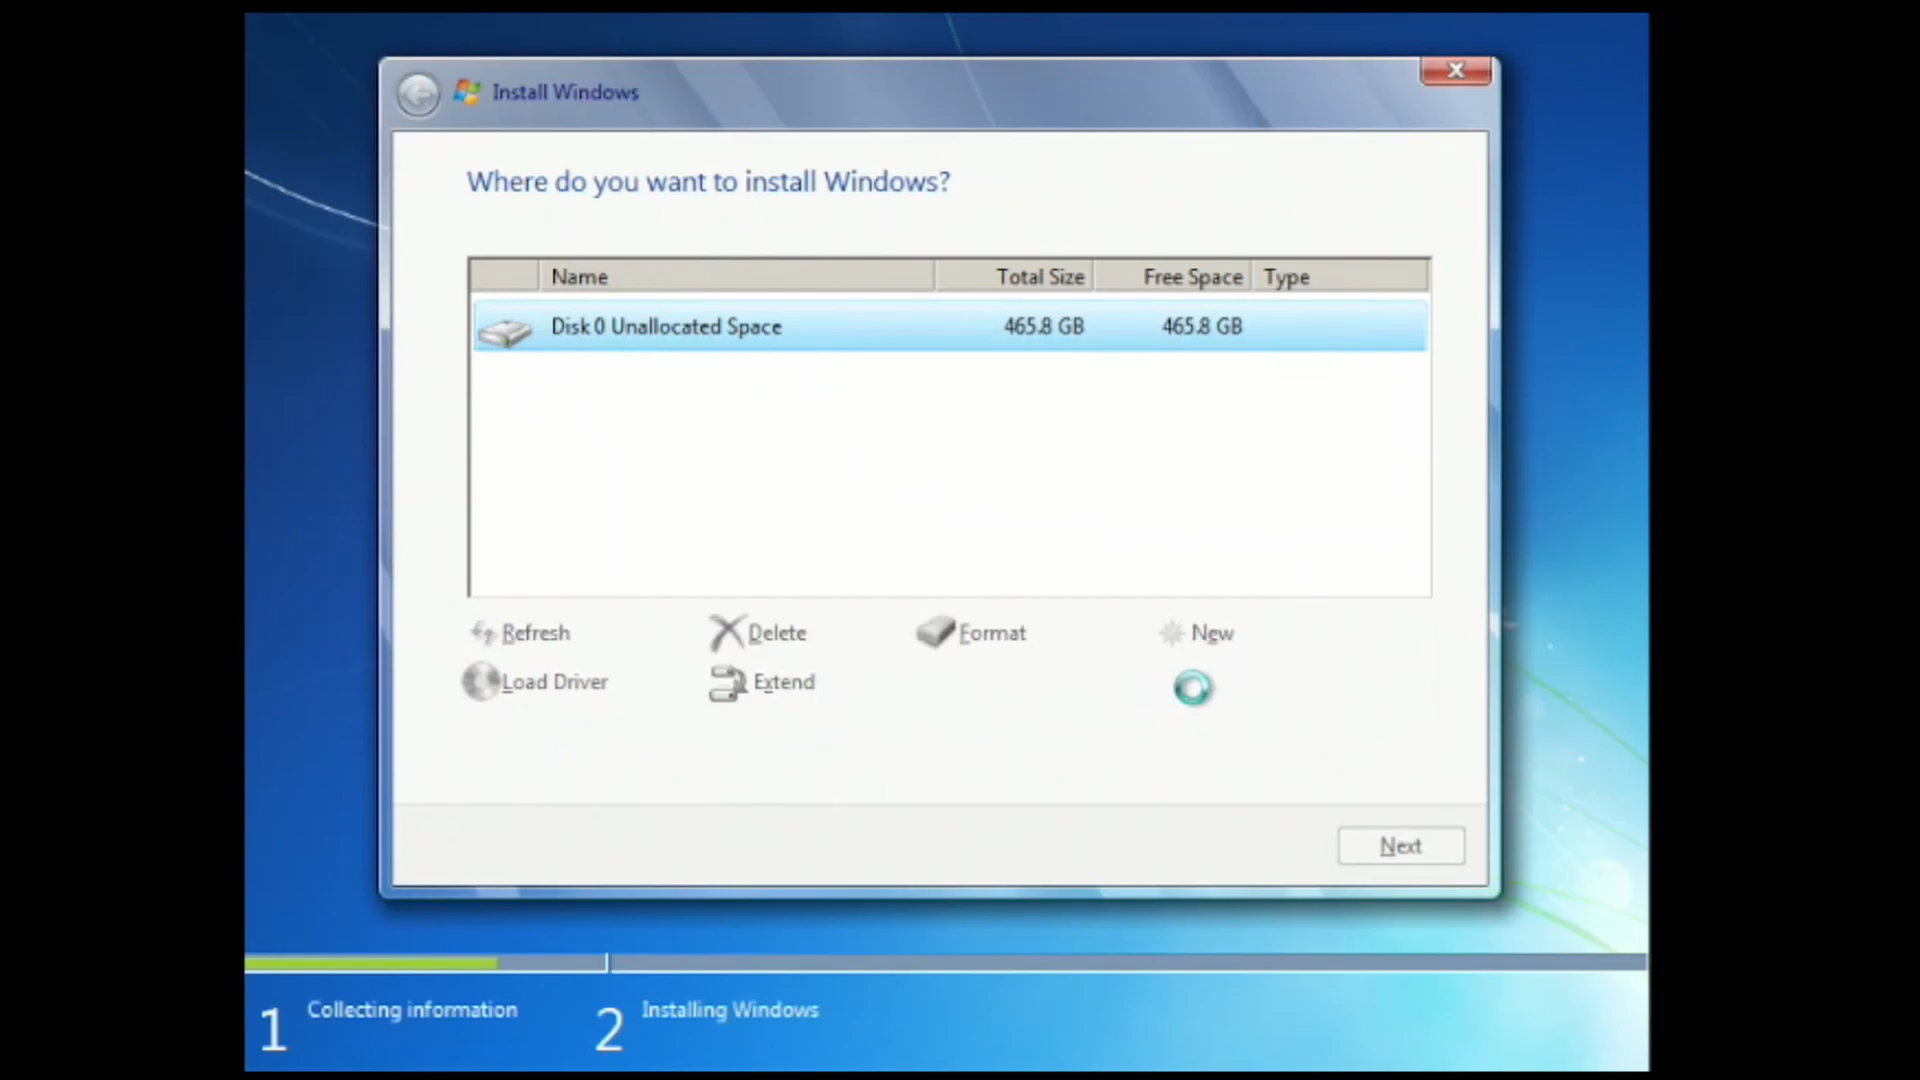 Install Windows
Where do you want to install Windows?
Name Total Size Free Space Type
Disk 0 Unallocated Space 465.8 GB 465.8 GB
Refresh Delete Format New
Load Driver Extend
Next
1 Collecting information 2 Installing Windows